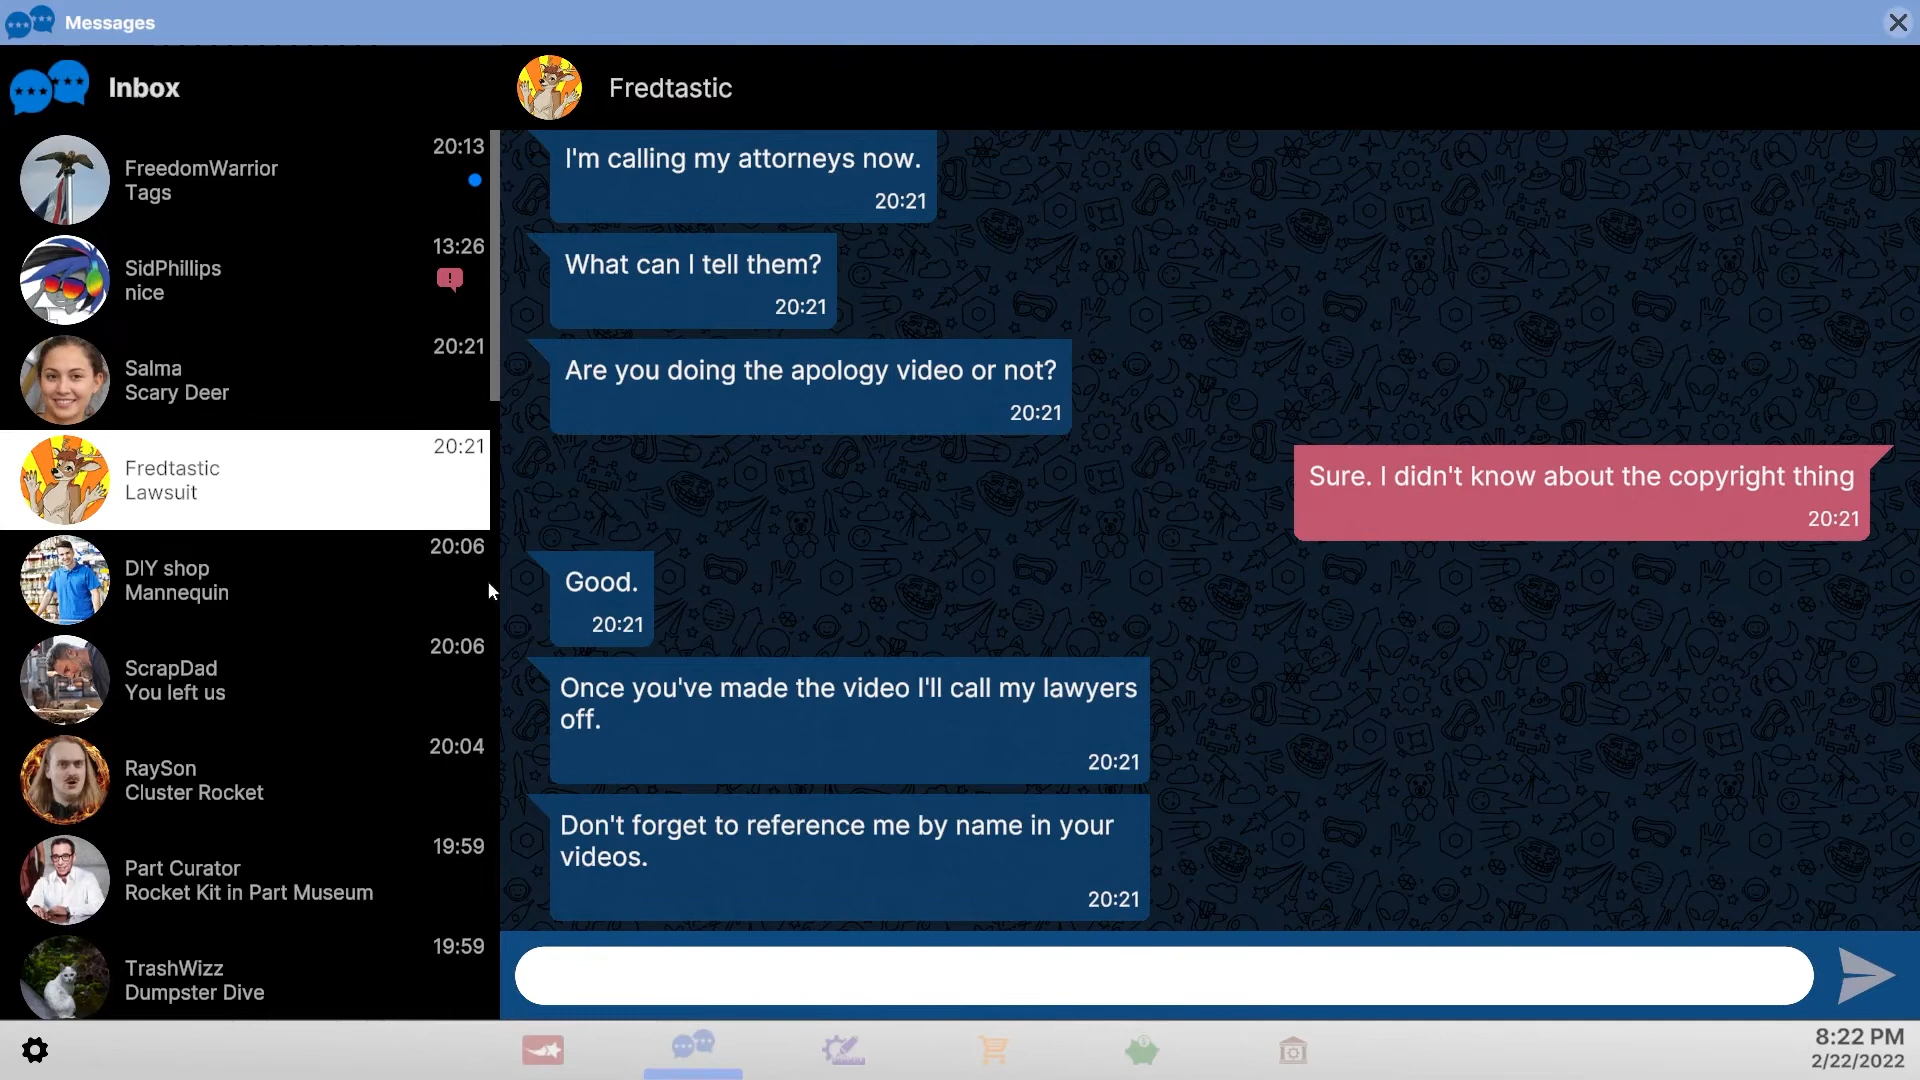 Messages
Inbox
FreedomWarrior
Tags
20:13
SidPhillips
nice
13:26
!
Salma
Scary Deer
20:21
Fredtastic
Lawsuit
20:21
DIY shop
Mannequin
20:06
ScrapDad
You left us
20:06
RaySon
Cluster Rocket
20:04
Part Curator
Rocket Kit in Part Museum
19:59
TrashWizz
Dumpster Dive
19:59
Fredtastic
I'm calling my attorneys now.
20:21
What can I tell them?
20:21
Are you doing the apology video or not?
20:21
Sure. I didn't know about the copyright thing
20:21
Good.
20:21
Once you've made the video I'll call my lawyers
off.
20:21
Don't forget to reference me by name in your
videos.
20:21
8:22 PM
2/22/2022